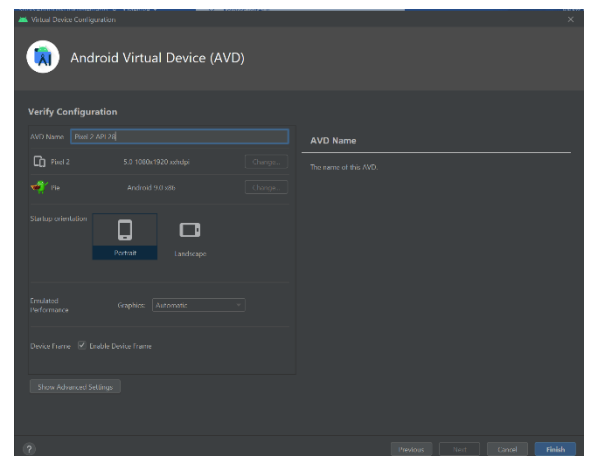 Virtual Device Configuration
Android Virtual Device (AVD)
Verify Configuration
AVD Name Pixel 2 API 28
AVD Name
The name of this AVD.
Pixel 2 5.0 1080x1920 xxhdpi Change...
Pie Android 9.0 x86 Change...
Startup orientation
Portrait Landscape
Emulated
Performance
Graphics: Automatic
Device Frame Enable Device Frame
Show Advanced Settings
? Previous Next Cancel Finish